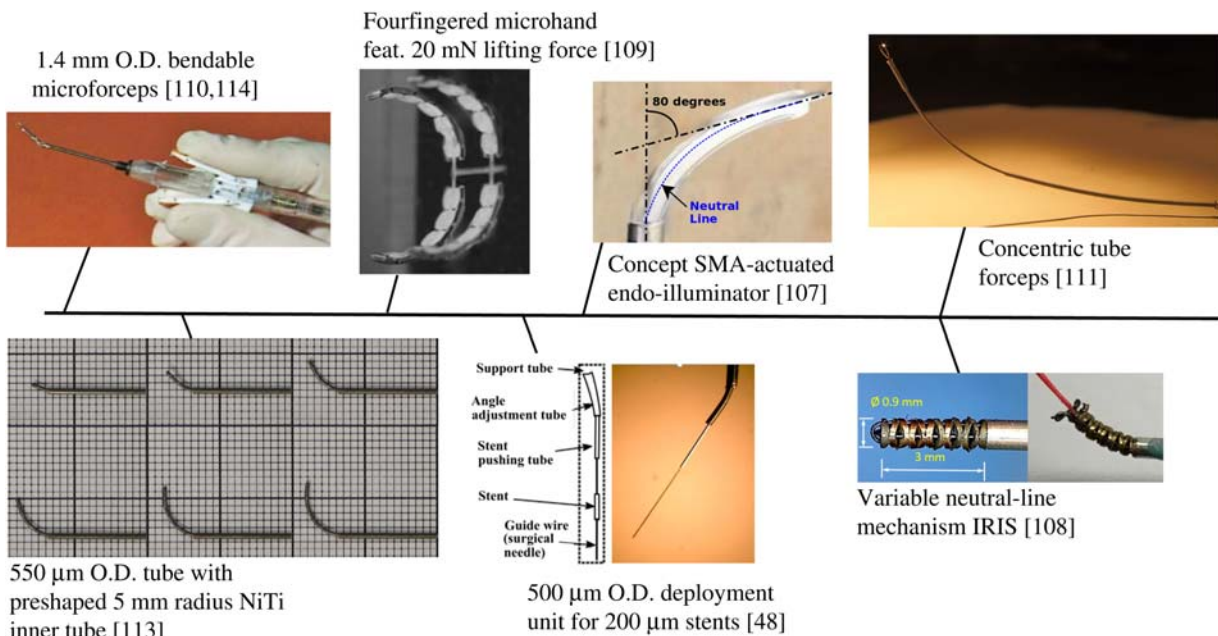 Fourfingered microhand
feat. 20 mN lifting force [109]
1.4 mm O.D. bendable
microforceps [110,114]
80 degrees
Neutral
Line
Concept SMA-actuated
endo-illuminator [107]
Concentric tube
forceps [111]
550 μm O.D. tube with
preshaped 5 mm radius NiTi
inner tube [113]
Support tube
Angle
adjustment tube
Stent
pushing tube
Stent
Guide wire
(surgical
needle)
500 μm O.D. deployment
unit for 200 μm stents [48]
Ø 0.9 mm
3 mm
Variable neutral-line
mechanism IRIS [108]